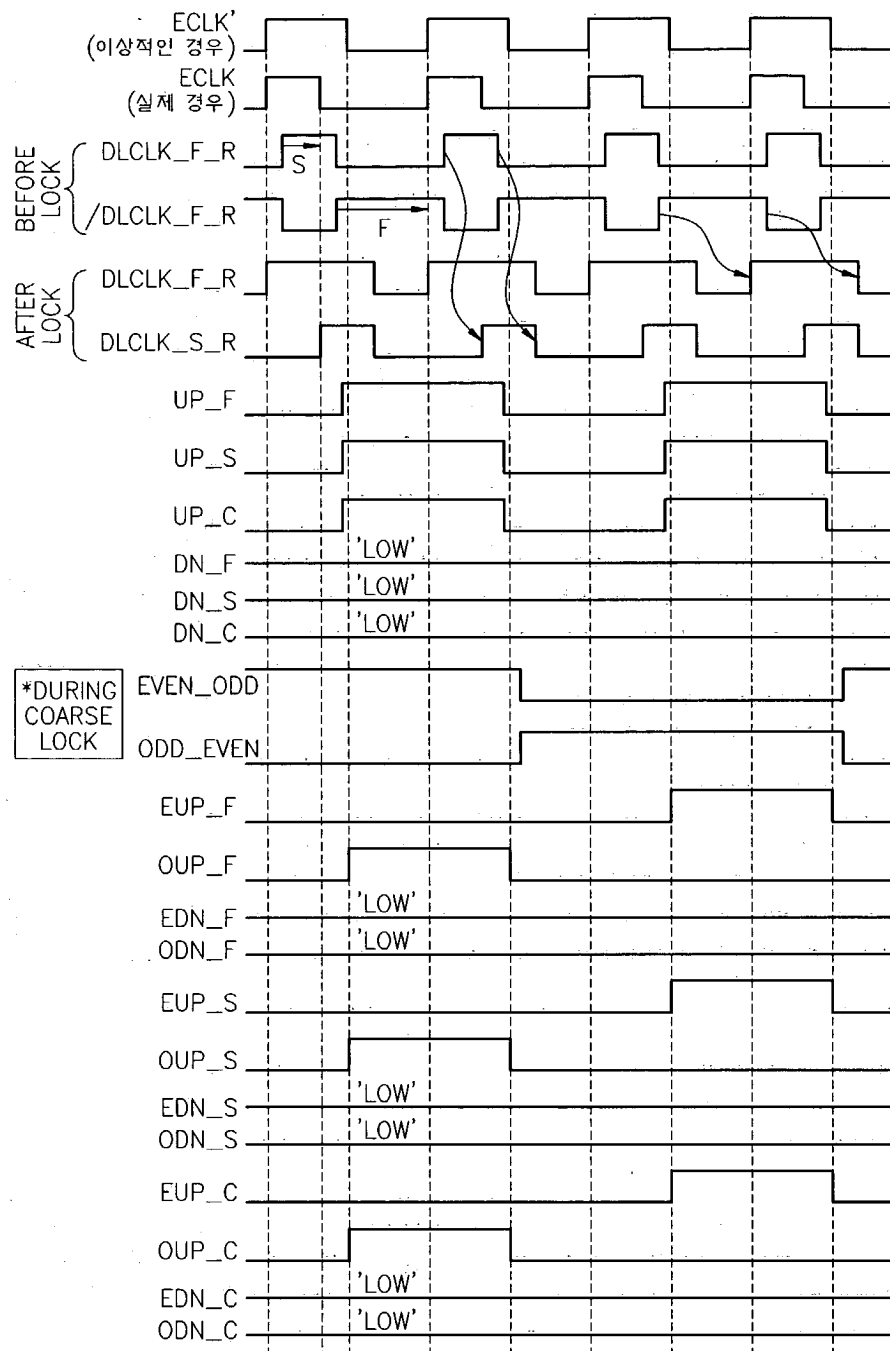 ECLK'
(이상적인 경우)
ECLK
(실제 경우)
BEFORE
LOCK
DLCLK_F_R
S
/DLCLK_F_R
F
AFTER
LOCK
DLCLK_F_R
DLCLK_S_R
UP_F
UP_S
UP_C
'LOW'
DN_F
'LOW'
DN_S
'LOW'
DN_C
*DURING
COARSE
LOCK
EVEN_ODD
ODD_EVEN
EUP_F
OUP_F
'LOW'
EDN_F
'LOW'
ODN_F
EUP_S
OUP_S
'LOW'
EDN_S
'LOW'
ODN_S
EUP_C
OUP_C
'LOW'
EDN_C
'LOW'
ODN_C